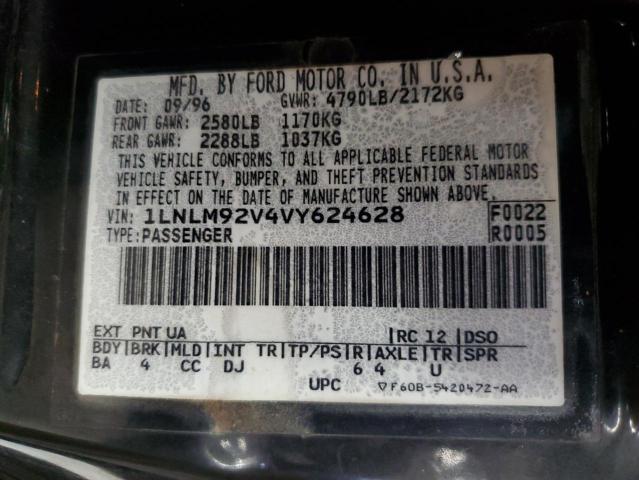 MFD. BY FORD MOTOR CO. IN U.S.A.
DATE: 09/96 GVWR: 4790LB/2172KG
FRONT GAWR: 2580LB 1170KG
REAR GAWR: 2288LB 1037KG
THIS VEHICLE CONFORMS TO ALL APPLICABLE FEDERAL MOTOR
VEHICLE SAFETY, BUMPER, AND THEFT PREVENTION STANDARDS
IN EFFECT ON THE DATE OF MANUFACTURE SHOWN ABOVE.
VIN: 1LNLM92V4VY624628 F0022
TYPE: PASSENGER R0005
EXT PNT UA RC 12 DSO
BDY BRK MLD INT TR TP/PS R AXLE TR SPR
BA 4 CC DJ 6 4 U
UPC F60B-5420472-AA